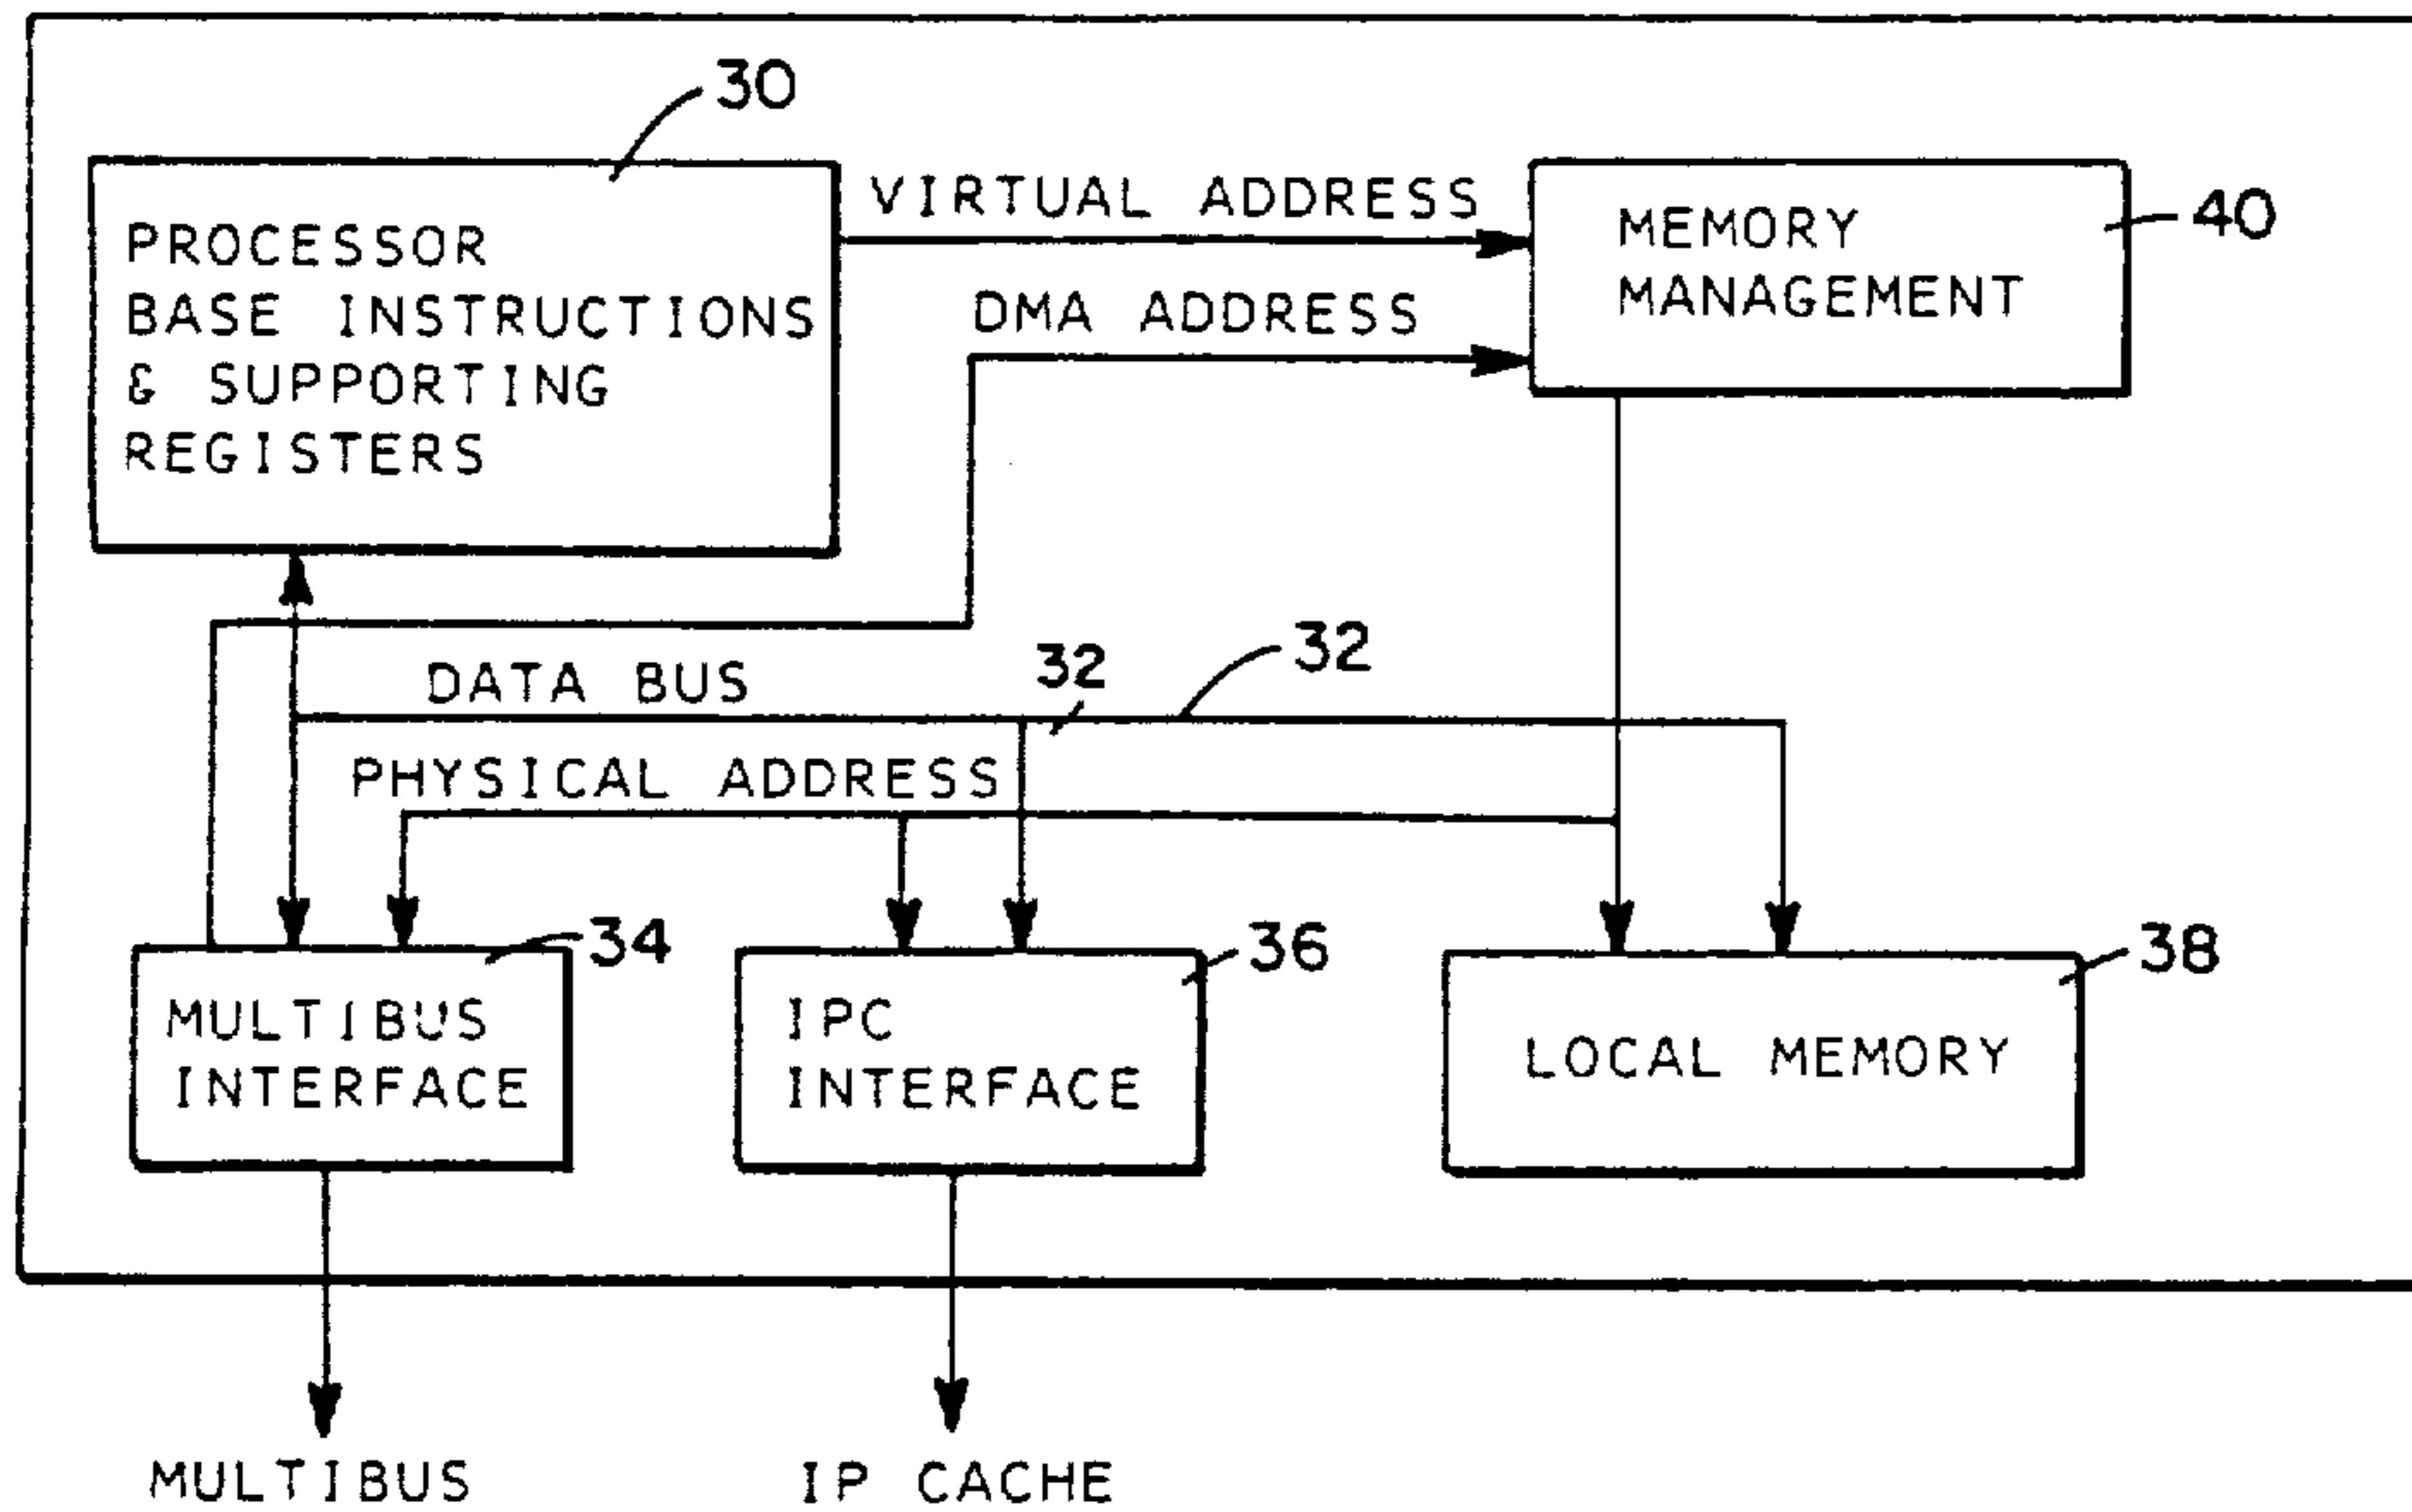 30
PROCESSOR
BASE INSTRUCTIONS
& SUPPORTING
REGISTERS
VIRTUAL ADDRESS
DMA ADDRESS
MEMORY
MANAGEMENT
40
DATA BUS
32
32
PHYSICAL ADDRESS
34
MULTIBUS
INTERFACE
36
IPC
INTERFACE
38
LOCAL MEMORY
MULTIBUS
IP CACHE